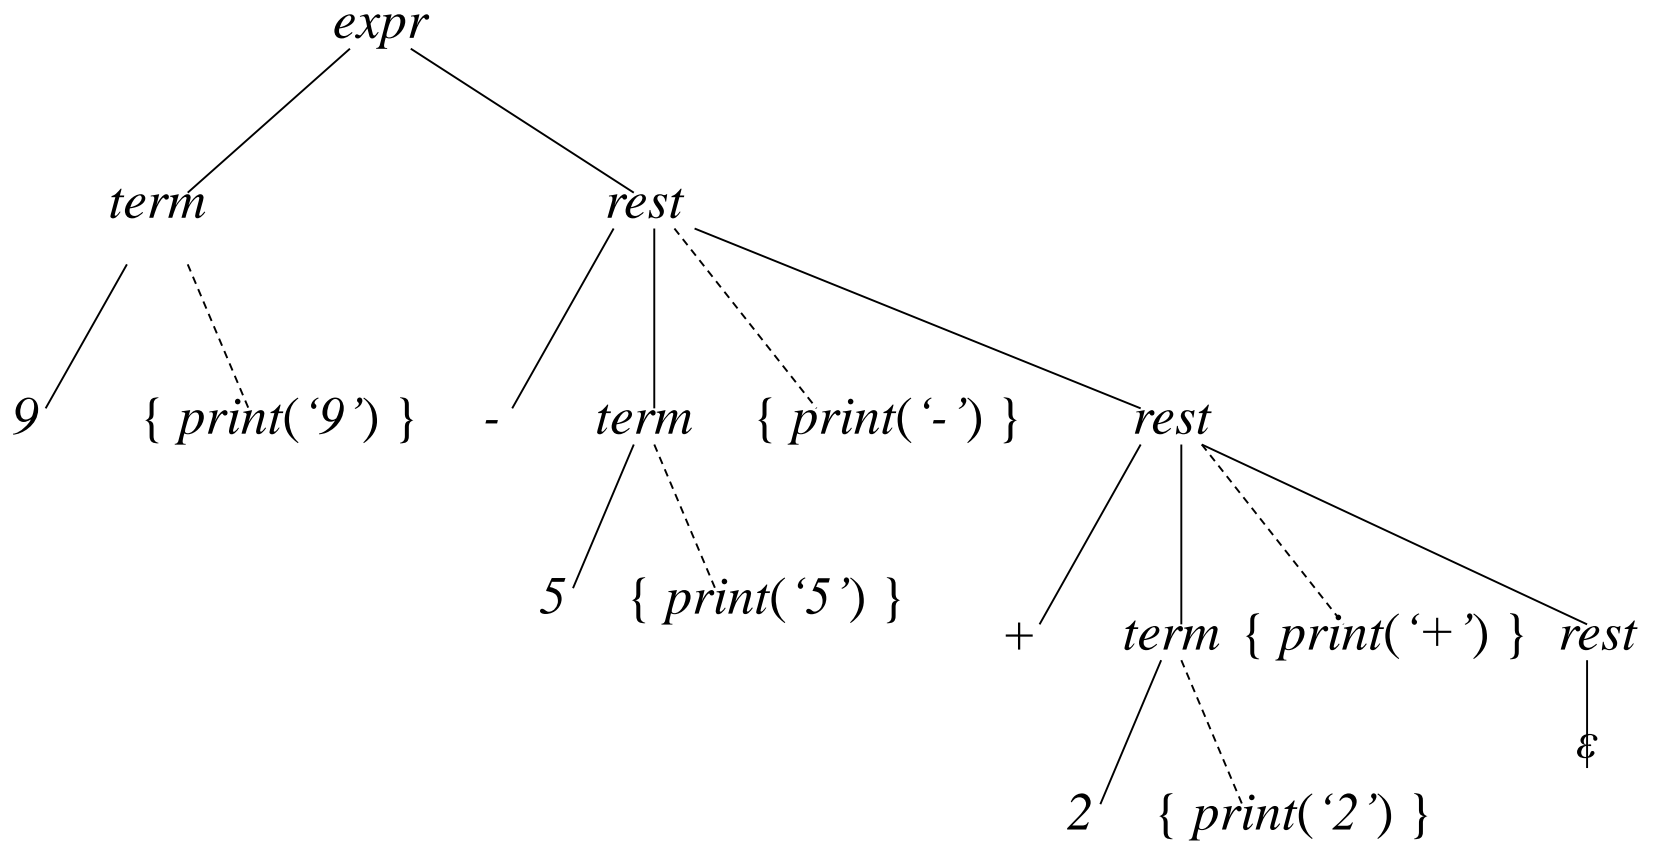 expr
term rest
9 { print(‘9’) } - term { print(‘-’) } rest
5 { print(‘5’) }
+ term { print(‘+’) } rest
ε
2 { print(‘2’) }